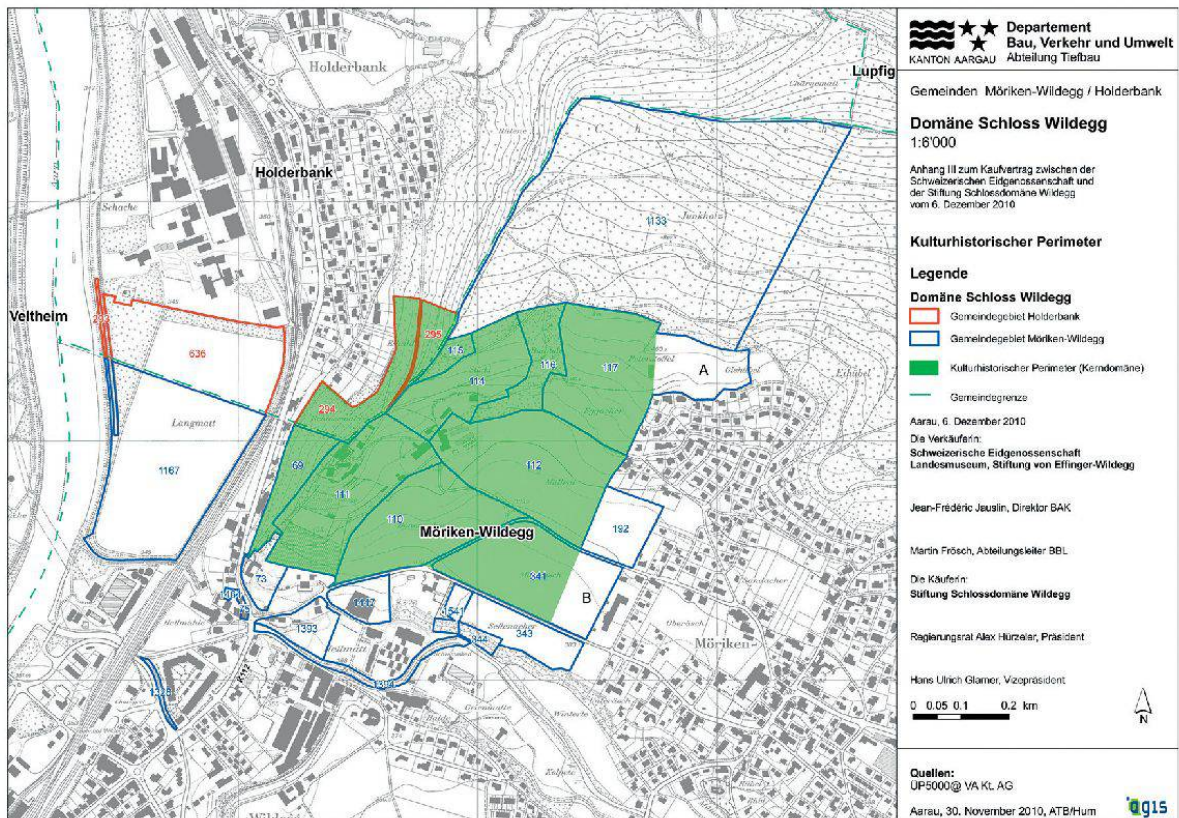 Holderbank
Lupfig
Holderbank
Schache
1133
Veltheim
636
295
115
A
114
116
117
294
Langmatt
1167
69
112
111
110
192
Möriken-Wildegg
341
B
73
1541
1393
344
343
Möriken-
1394
KANTON AARGAU
Departement
Bau, Verkehr und Umwelt
Abteilung Tiefbau
Gemeinden Möriken-Wildegg / Holderbank
Domäne Schloss Wildegg
1:6'000
Anhang III zum Kaufvertrag zwischen der
Schweizerischen Eidgenossenschaft und
der Stiftung Schlossdomäne Wildegg
vom 6. Dezember 2010
Kulturhistorischer Perimeter
Legende
Domäne Schloss Wildegg
Gemeindegebiet Holderbank
Gemeindegebiet Möriken-Wildegg
Kulturhistorischer Perimeter (Kerndomäne)
Gemeindegrenze
Aarau, 6. Dezember 2010
Die Verkäuferin:
Schweizerische Eidgenossenschaft
Landesmuseum, Stiftung von Effinger-Wildegg
Jean-Frédéric Jauslin, Direktor BAK
Martin Frösch, Abteilungsleiter BBL
Die Käuferin:
Stiftung Schlossdomäne Wildegg
Regierungsrat Alex Hürzeler, Präsident
Hans Ulrich Glarner, Vizepräsident
0 0.05 0.1 0.2 km
N
Quellen:
ÜP5000@ VA Kt. AG
Aarau, 30. November 2010, ATB/Hum
agis